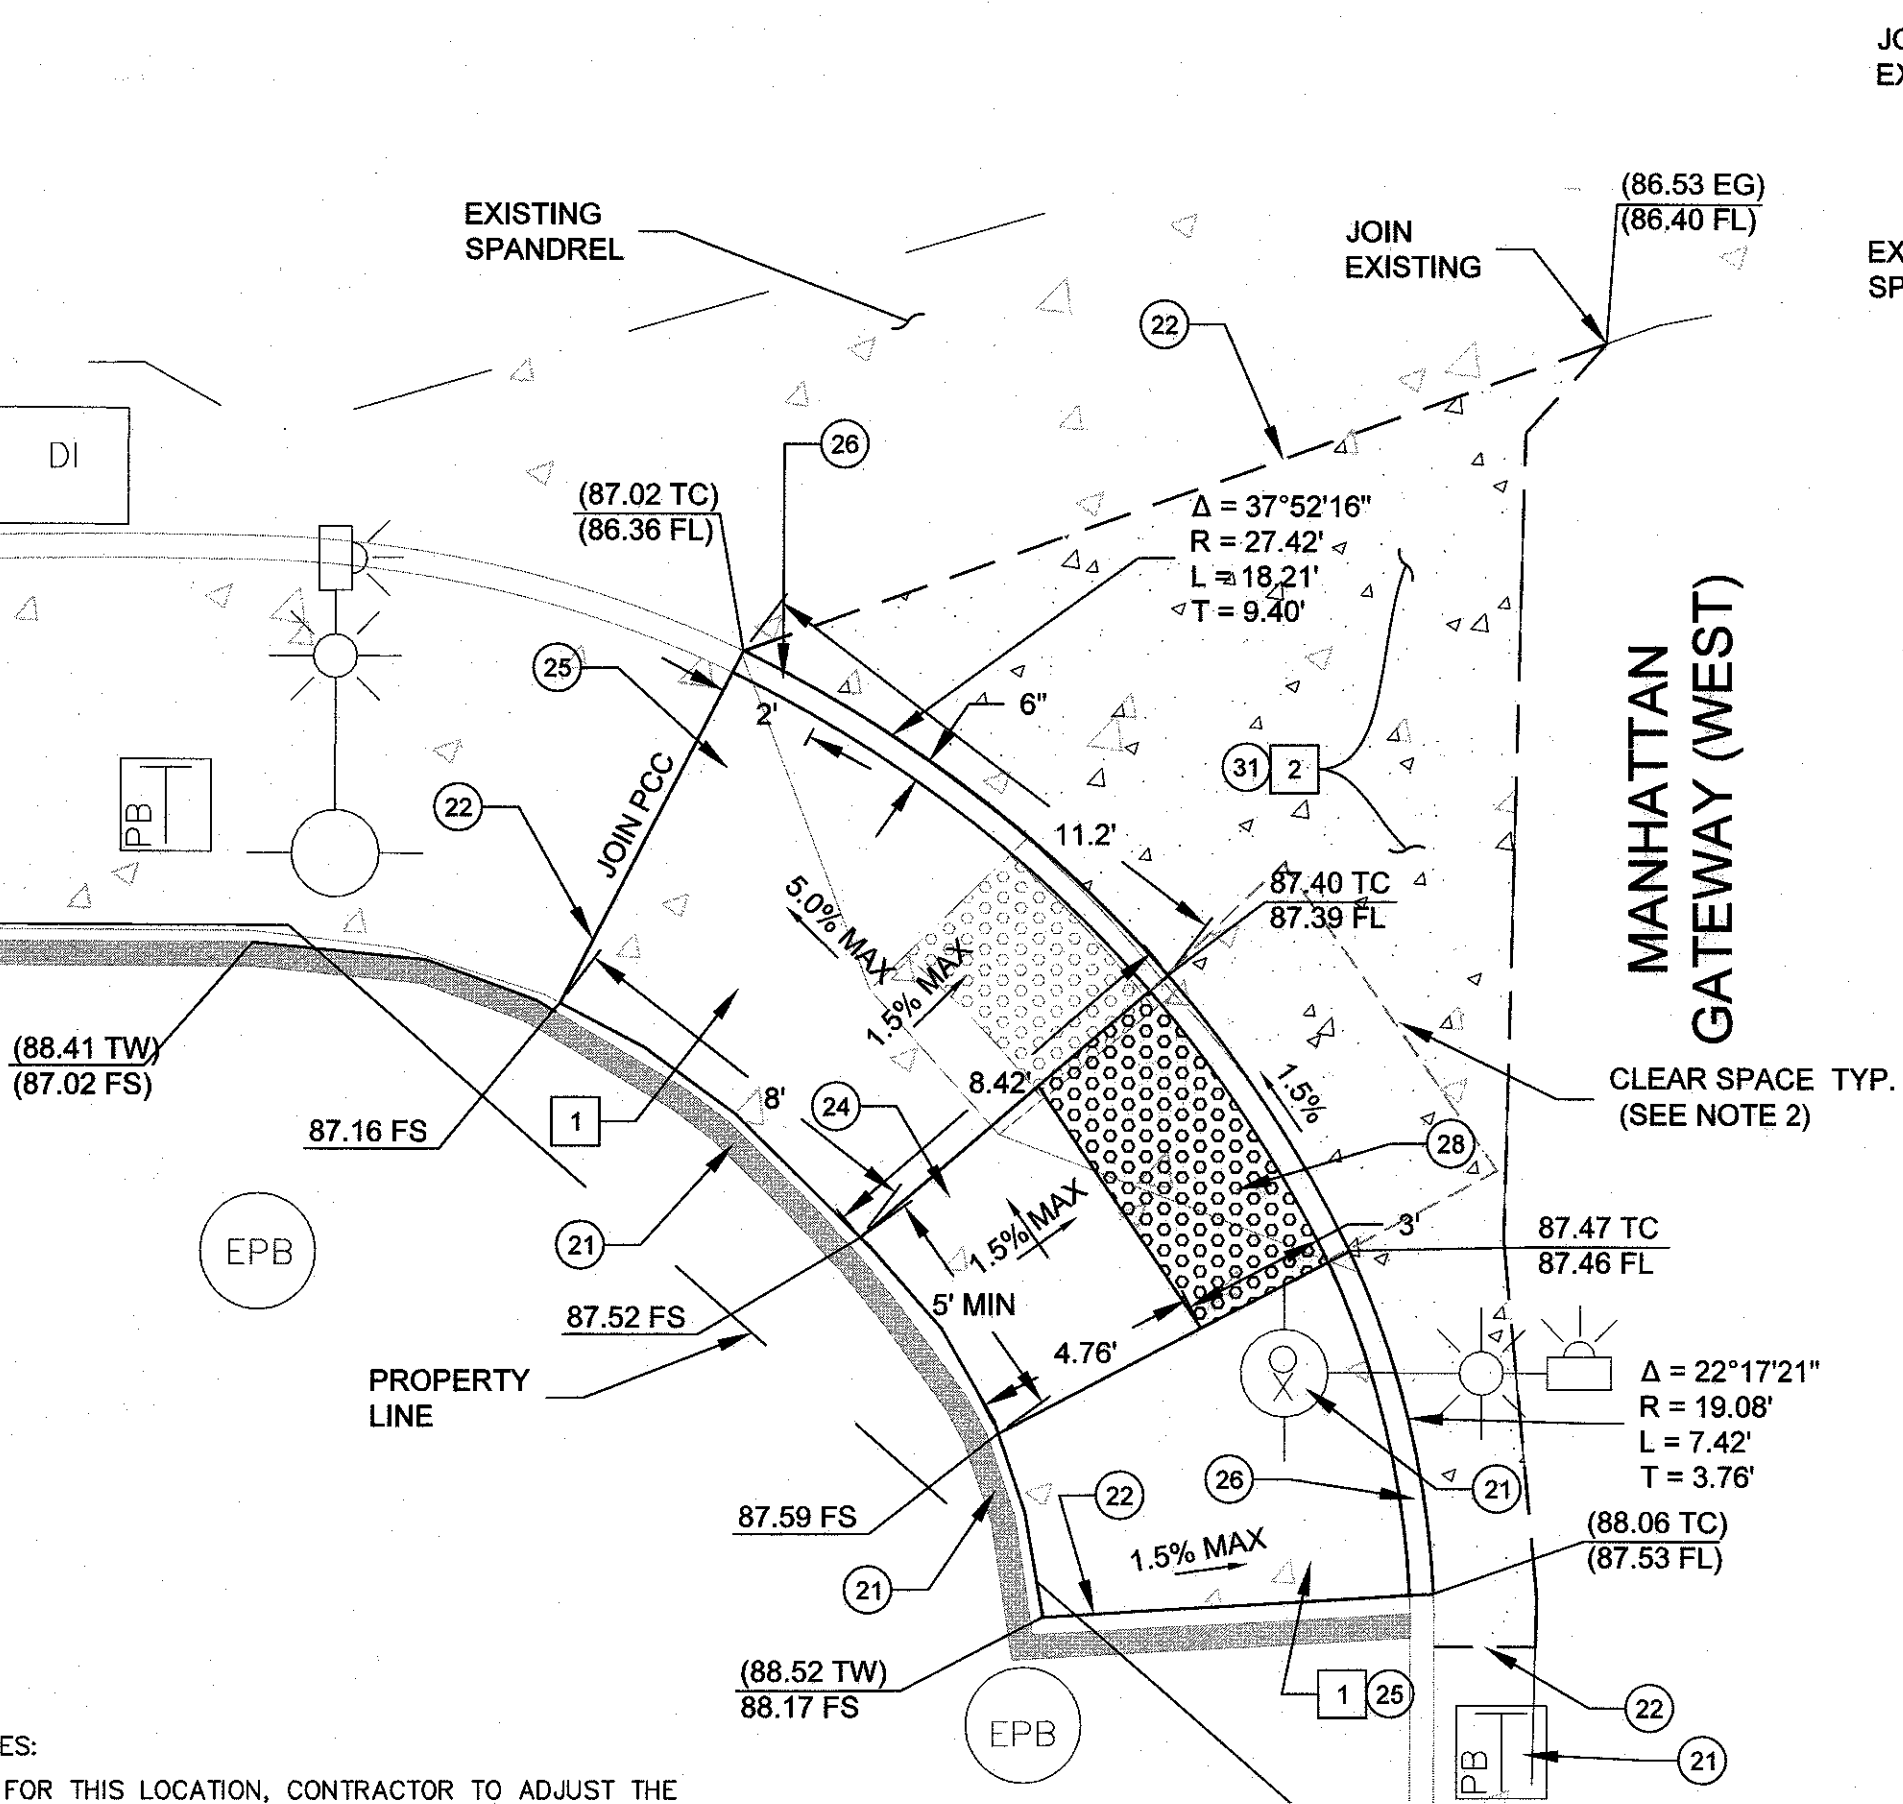 JO
EX
(86.53 EG)
(86.40 FL)
EXISTING
SPANDREL
JOIN
EXISTING
EX
SP
22
DI
26
(87.02 TC)
(86.36 FL)
Δ = 37°52'16"
R = 27.42'
L = 18.21'
T = 9.40'
25
2'
6"
31
2
MANHATTAN
GATEWAY (WEST)
PB
22
JOIN PCC
11.2'
5.0% MAX
87.40 TC
87.39 FL
1.5% MAX
(88.41 TW)
(87.02 FS)
87.16 FS
1
8'
24
8.42'
1.5%
CLEAR SPACE TYP.
(SEE NOTE 2)
28
EPB
21
1.5% MAX
3'
87.47 TC
87.46 FL
87.52 FS
5' MIN
4.76'
PROPERTY
LINE
Δ = 22°17'21"
R = 19.08'
L = 7.42'
T = 3.76'
87.59 FS
22
26
21
21
1.5% MAX
(88.06 TC)
(87.53 FL)
(88.52 TW)
88.17 FS
EPB
1
25
22
PB
21
ES:
FOR THIS LOCATION, CONTRACTOR TO ADJUST THE